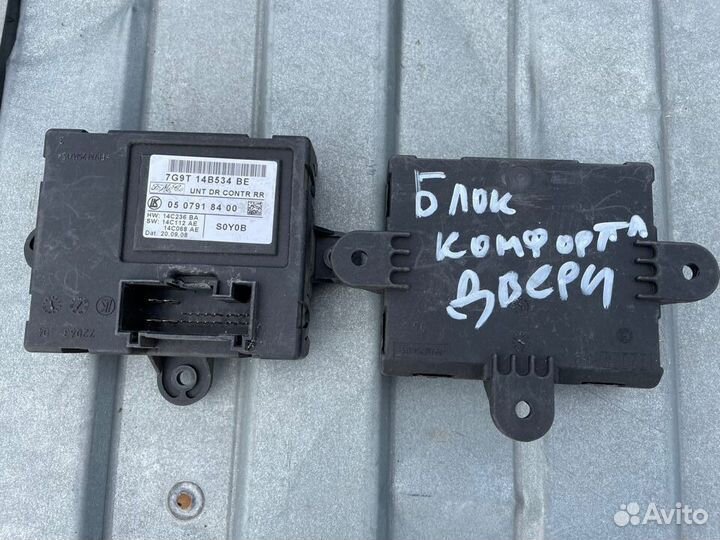 7G9T 14B534 BE
UNT DR CONTR RR
05 0791 84 00
HW: 14C236 BA
SW: 14C112 AE
14C068 AE
Dat. 20.09.08
S0Y0B
БЛОК
КОМФОРТА
ДВЕРИ
Avito